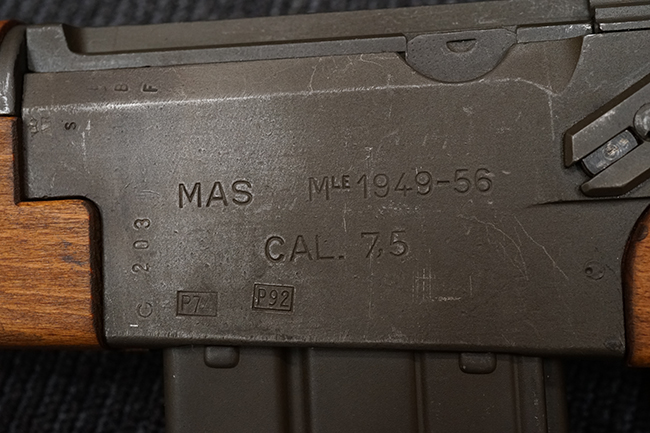 B F
S
MAS MLE 1949-56
CAL. 7,5
C 203
P7 P92